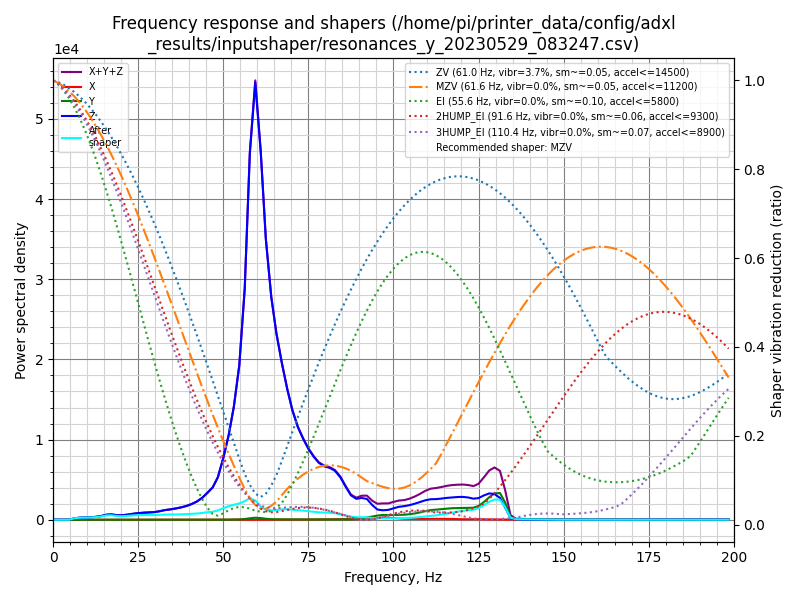 Frequency response and shapers (/home/pi/printer_data/config/adxl
_results/inputshaper/resonances_y_20230529_083247.csv)
1e4
X+Y+Z
X
Y
Z
After
shaper
ZV (61.0 Hz, vibr=3.7%, sm~=0.05, accel<=14500)
MZV (61.6 Hz, vibr=0.0%, sm~=0.05, accel<=11200)
EI (55.6 Hz, vibr=0.0%, sm~=0.10, accel<=5800)
2HUMP_EI (91.6 Hz, vibr=0.0%, sm~=0.06, accel<=9300)
3HUMP_EI (110.4 Hz, vibr=0.0%, sm~=0.07, accel<=8900)
Recommended shaper: MZV
Power spectral density
5
4
3
2
1
0
1.0
0.8
0.6
0.4
0.2
0.0
Shaper vibration reduction (ratio)
0 25 50 75 100 125 150 175 200
Frequency, Hz